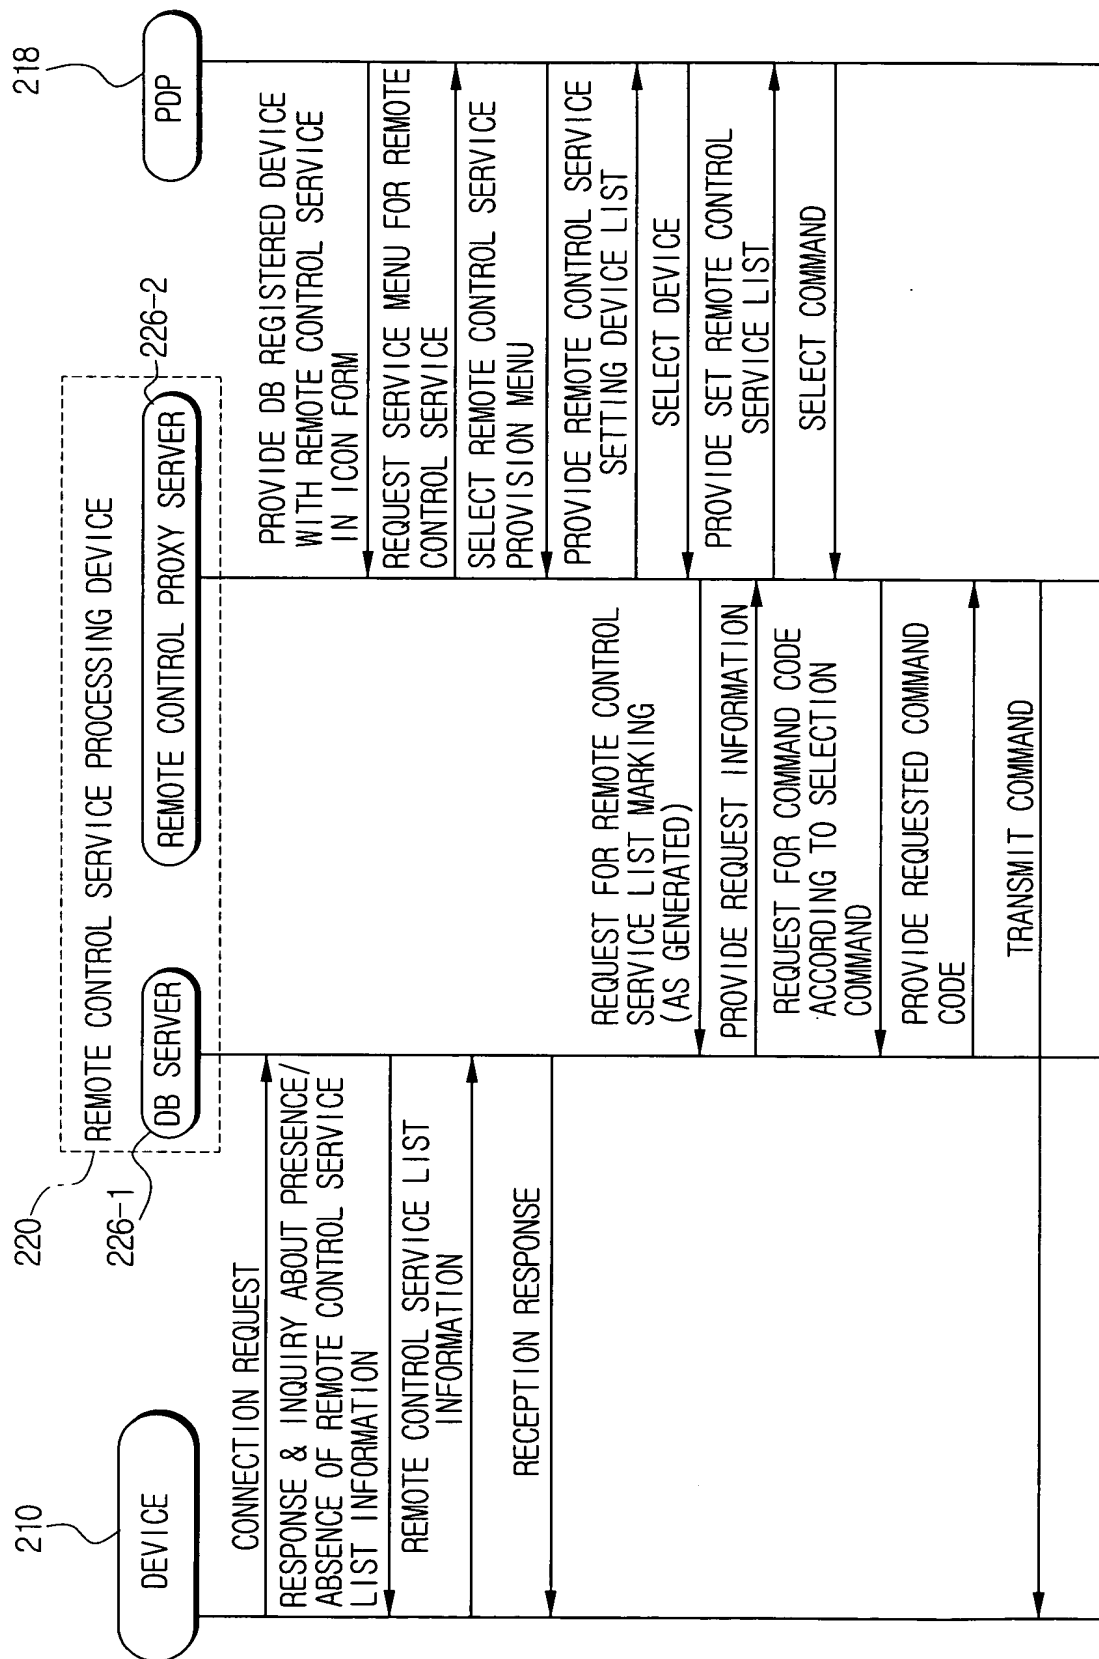 210
DEVICE
220
REMOTE CONTROL SERVICE PROCESSING DEVICE
226-1
DB SERVER
REMOTE CONTROL PROXY SERVER
226-2
218
PDP
CONNECTION REQUEST
RESPONSE & INQUIRY ABOUT PRESENCE/
ABSENCE OF REMOTE CONTROL SERVICE
LIST INFORMATION
REMOTE CONTROL SERVICE LIST
INFORMATION
RECEPTION RESPONSE
PROVIDE DB REGISTERED DEVICE
WITH REMOTE CONTROL SERVICE
IN ICON FORM
REQUEST SERVICE MENU FOR REMOTE
CONTROL SERVICE
SELECT REMOTE CONTROL SERVICE
PROVISION MENU
PROVIDE REMOTE CONTROL SERVICE
SETTING DEVICE LIST
SELECT DEVICE
REQUEST FOR REMOTE CONTROL
SERVICE LIST MARKING
(AS GENERATED)
PROVIDE REQUEST INFORMATION
PROVIDE SET REMOTE CONTROL
SERVICE LIST
SELECT COMMAND
REQUEST FOR COMMAND CODE
ACCORDING TO SELECTION
COMMAND
PROVIDE REQUESTED COMMAND
CODE
TRANSMIT COMMAND